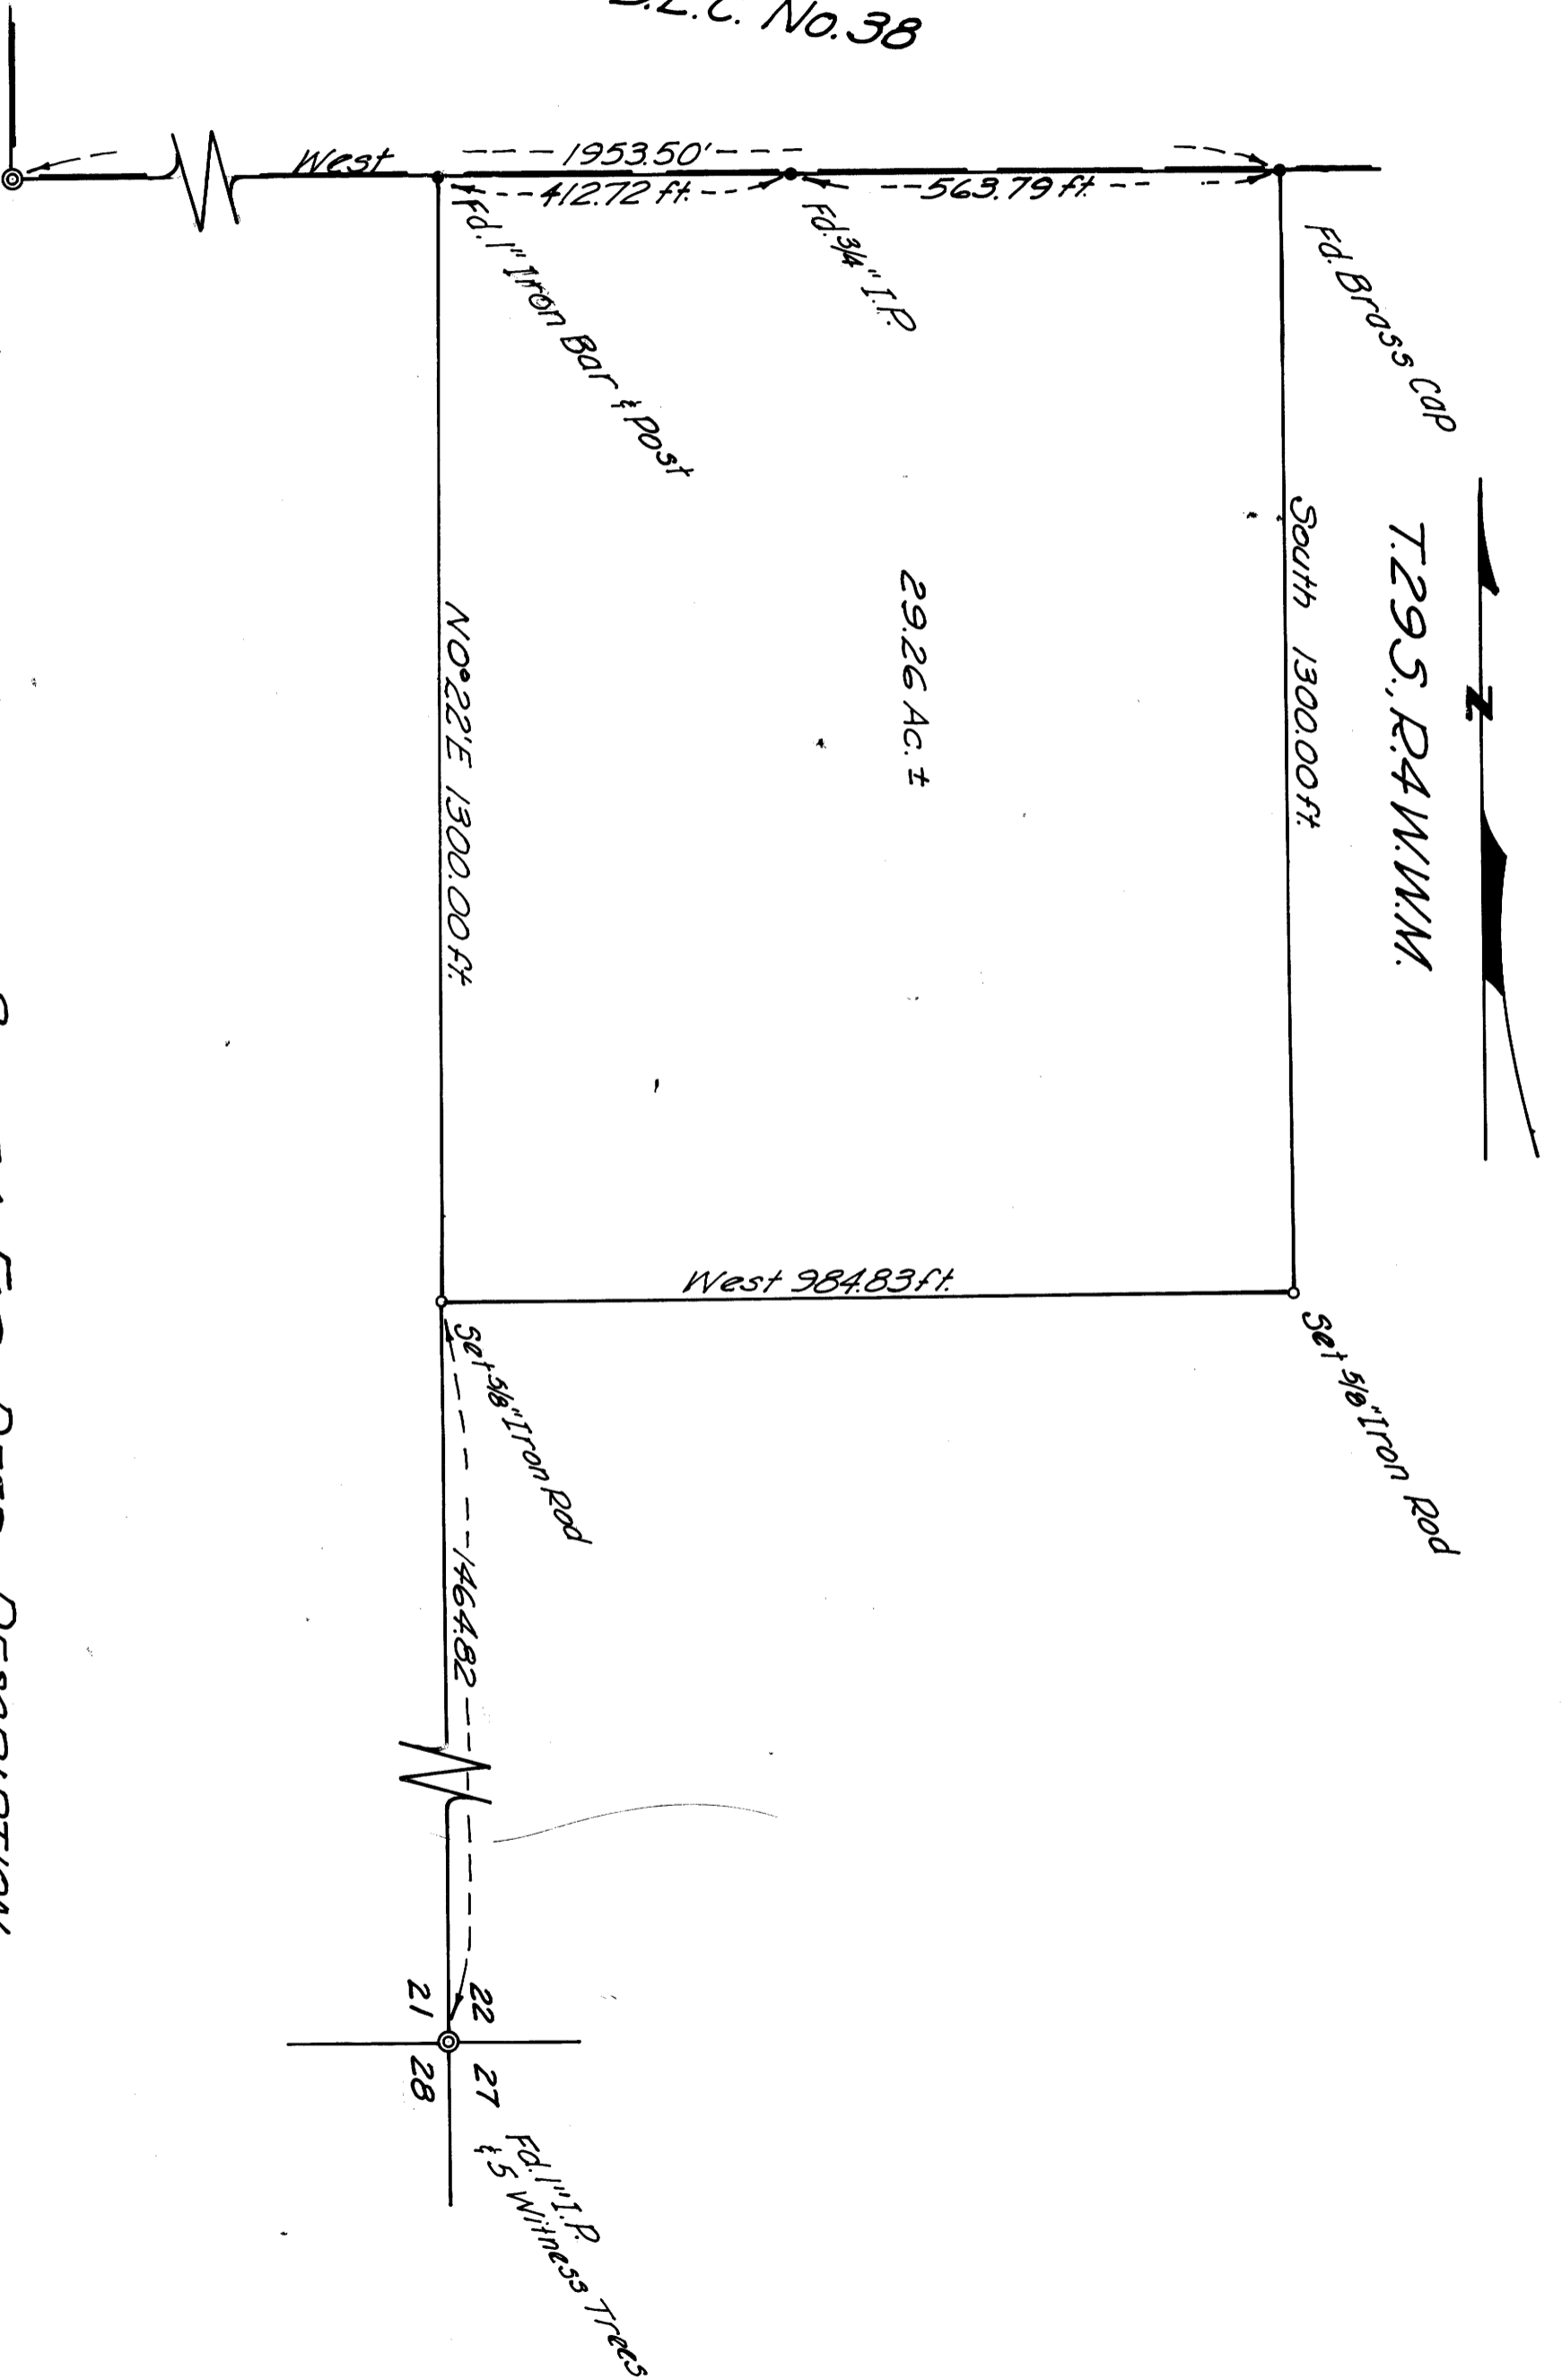 D.L.C. No. 38
West
1953.50'
412.72 ft.
563.79 ft.
Fd. 1" Iron Bar & Post
Fd. 3/4" I.P.
Fd. Brass Cap
T.29S., R.4W.W.M.
N
South 1300.00 ft.
29.26 Ac. ±
N0°22'E 1300.00 ft.
West 984.83 ft.
Set 5/8" Iron Rod
Set 5/8" Iron Rod
1464.82
22
21
27
28
Fd. 1" I.P.
& 5 Witness Trees